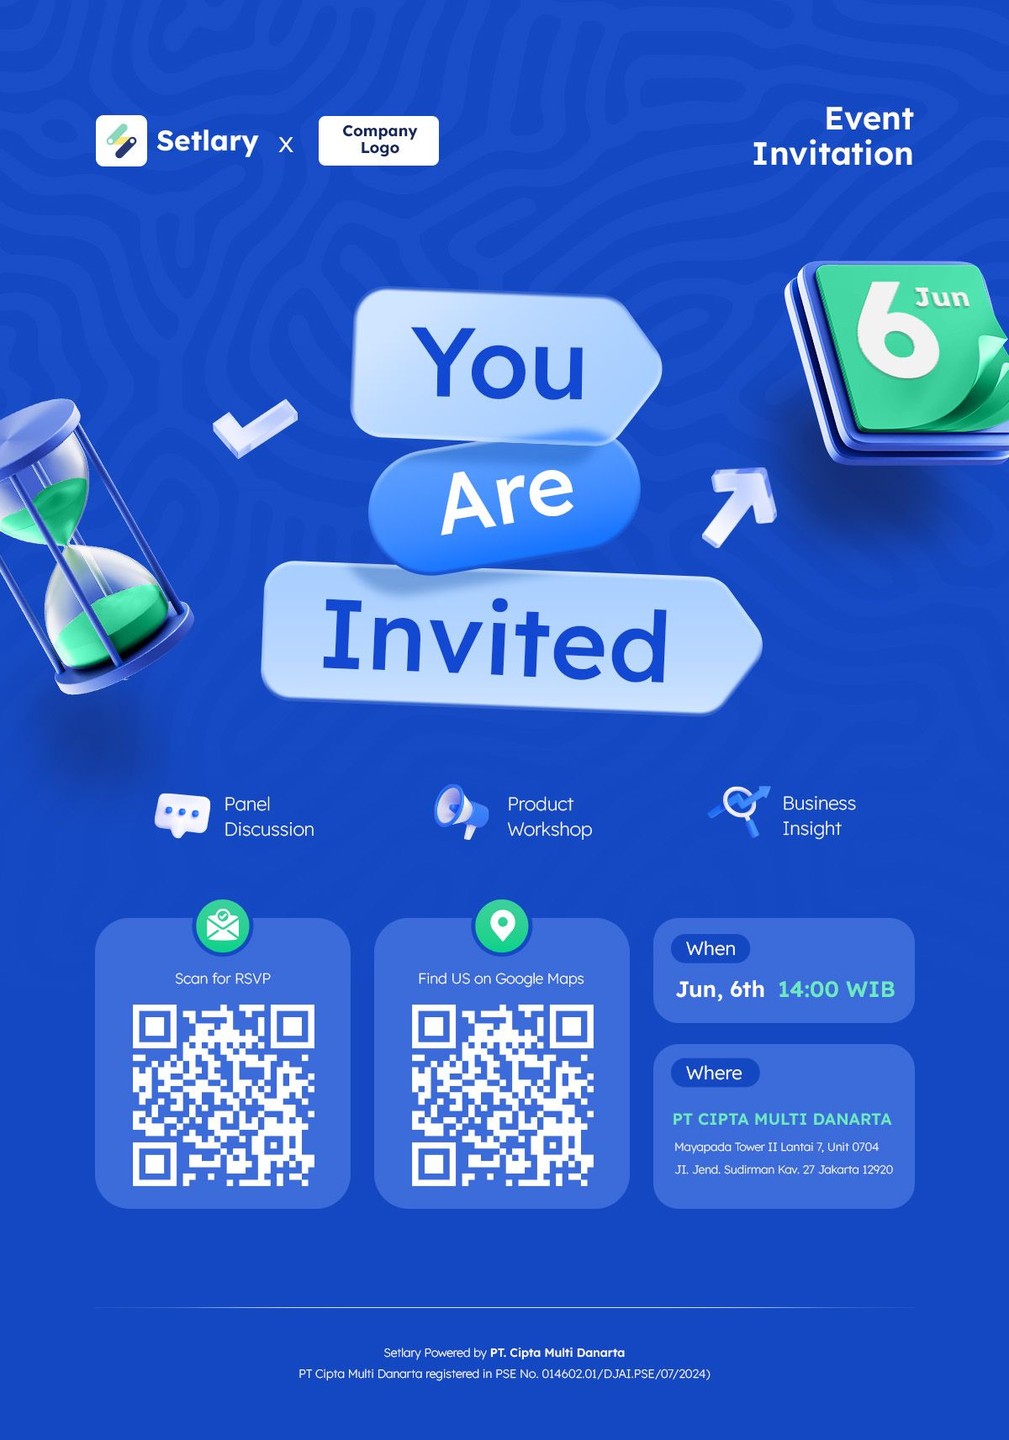 Setlary x Company
Logo
Event
Invitation
6 Jun
You
Are
Invited
Panel
Discussion
Product
Workshop
Business
Insight
Scan for RSVP
Find US on Google Maps
When
Jun, 6th 14:00 WIB
Where
PT CIPTA MULTI DANARTA
Mayapada Tower II Lantai 7, Unit 0704
JI. Jend. Sudirman Kav. 27 Jakarta 12920
Setlary Powered by PT. Cipta Multi Danarta
PT Cipta Multi Danarta registered in PSE No. 014602.01/DJAI.PSE/07/2024)